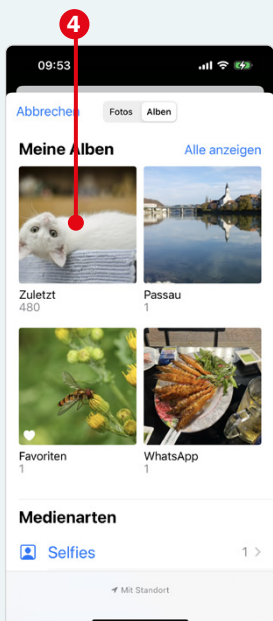 4
09:53
Abbrechen Fotos Alben
Meine Alben Alle anzeigen
Zuletzt Passau
480 1
Favoriten WhatsApp
1 1
Medienarten
Selfies 1
Mit Standort